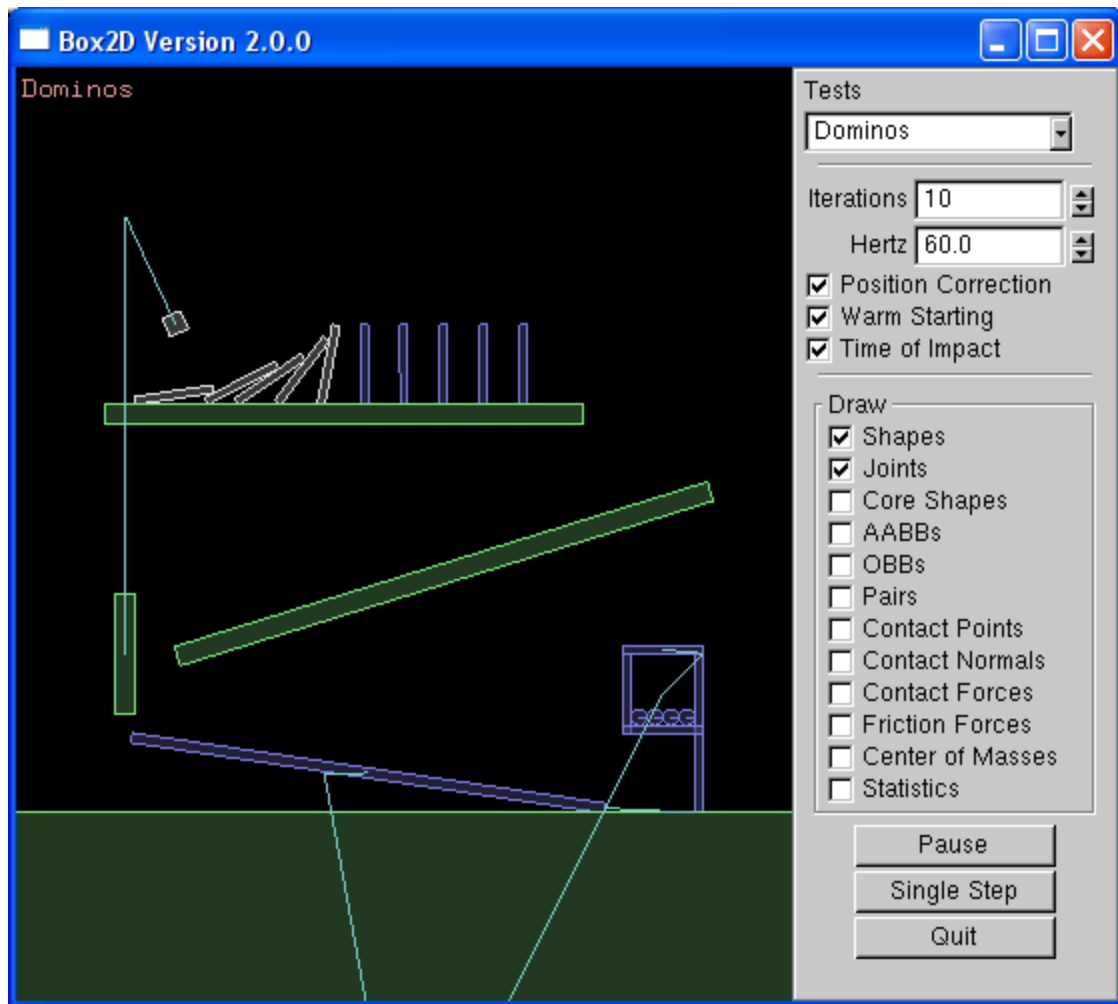 Box2D Version 2.0.0
Dominos
Tests
Dominos
Iterations 10
Hertz 60.0
Position Correction
Warm Starting
Time of Impact
Draw
Shapes
Joints
Core Shapes
AABBs
OBBs
Pairs
Contact Points
Contact Normals
Contact Forces
Friction Forces
Center of Masses
Statistics
Pause
Single Step
Quit